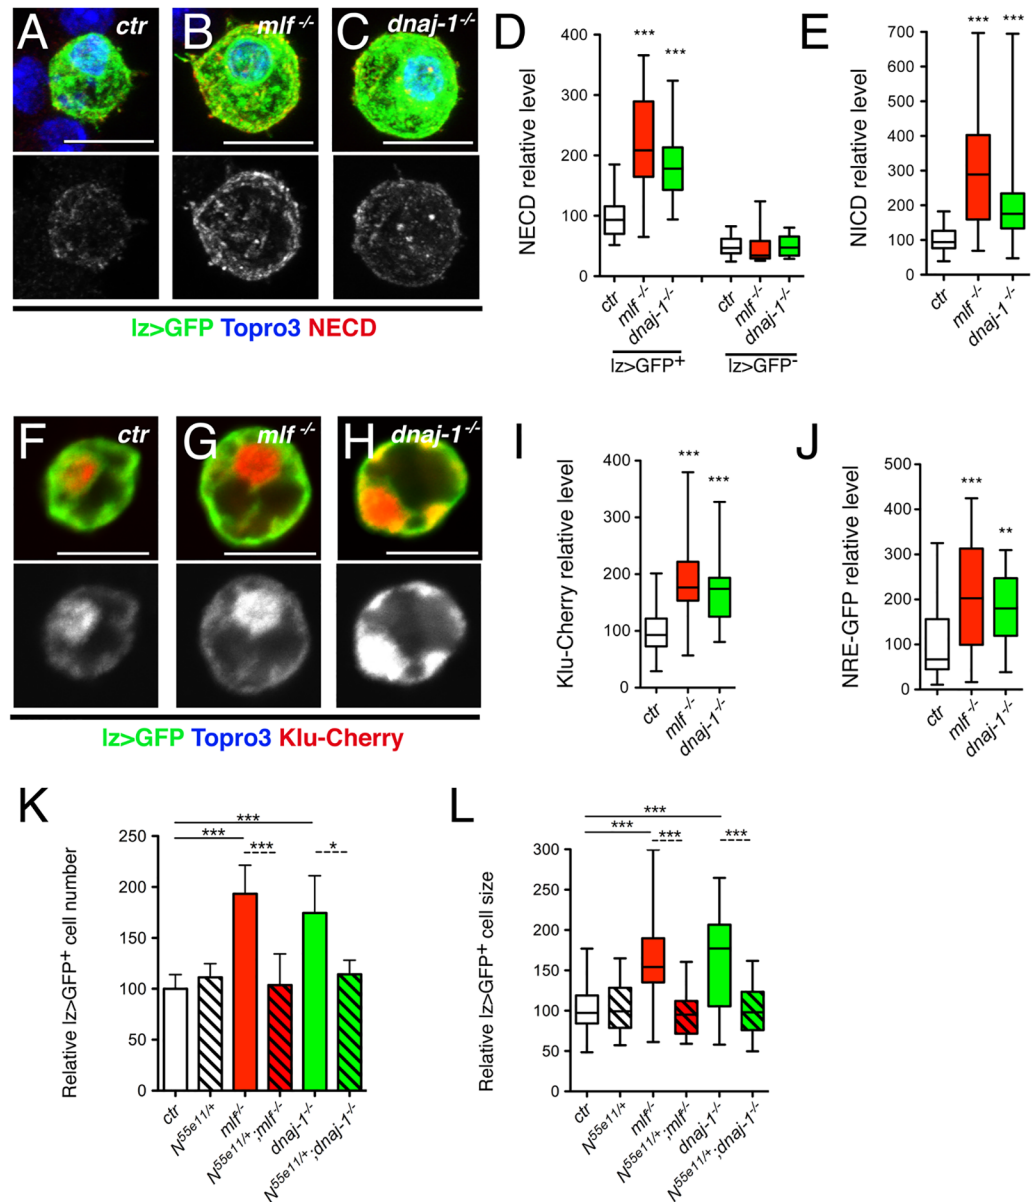 A ctr
B mlf -/-
C dnaj-1-/-
lz>GFP Topro3 NECD
D
NECD relative level
400
300
200
100
0
*** ***
ctr
mlf -/-
dnaj-1-/-
ctr
mlf -/-
dnaj-1-/-
lz>GFP+
lz>GFP-
E
NICD relative level
700
600
500
400
300
200
100
0
*** ***
ctr
mlf -/-
dnaj-1-/-
F ctr
G mlf -/-
H dnaj-1-/-
lz>GFP Topro3 Klu-Cherry
I
Klu-Cherry relative level
400
300
200
100
0
*** ***
ctr
mlf -/-
dnaj-1-/-
J
NRE-GFP relative level
500
400
300
200
100
0
*** **
ctr
mlf -/-
dnaj-1-/-
K
Relative lz>GFP+ cell number
250
200
150
100
50
0
***
***
*** *
ctr
N55e11/+
mlf-/-
N55e11/+;mlf-/-
dnaj-1-/-
N55e11/+;dnaj-1-/-
L
Relative lz>GFP+ cell size
300
250
200
150
100
50
0
***
*** *** ***
ctr
N55e11/+
mlf-/-
N55e11/+;mlf-/-
dnaj-1-/-
N55e11/+;dnaj-1-/-